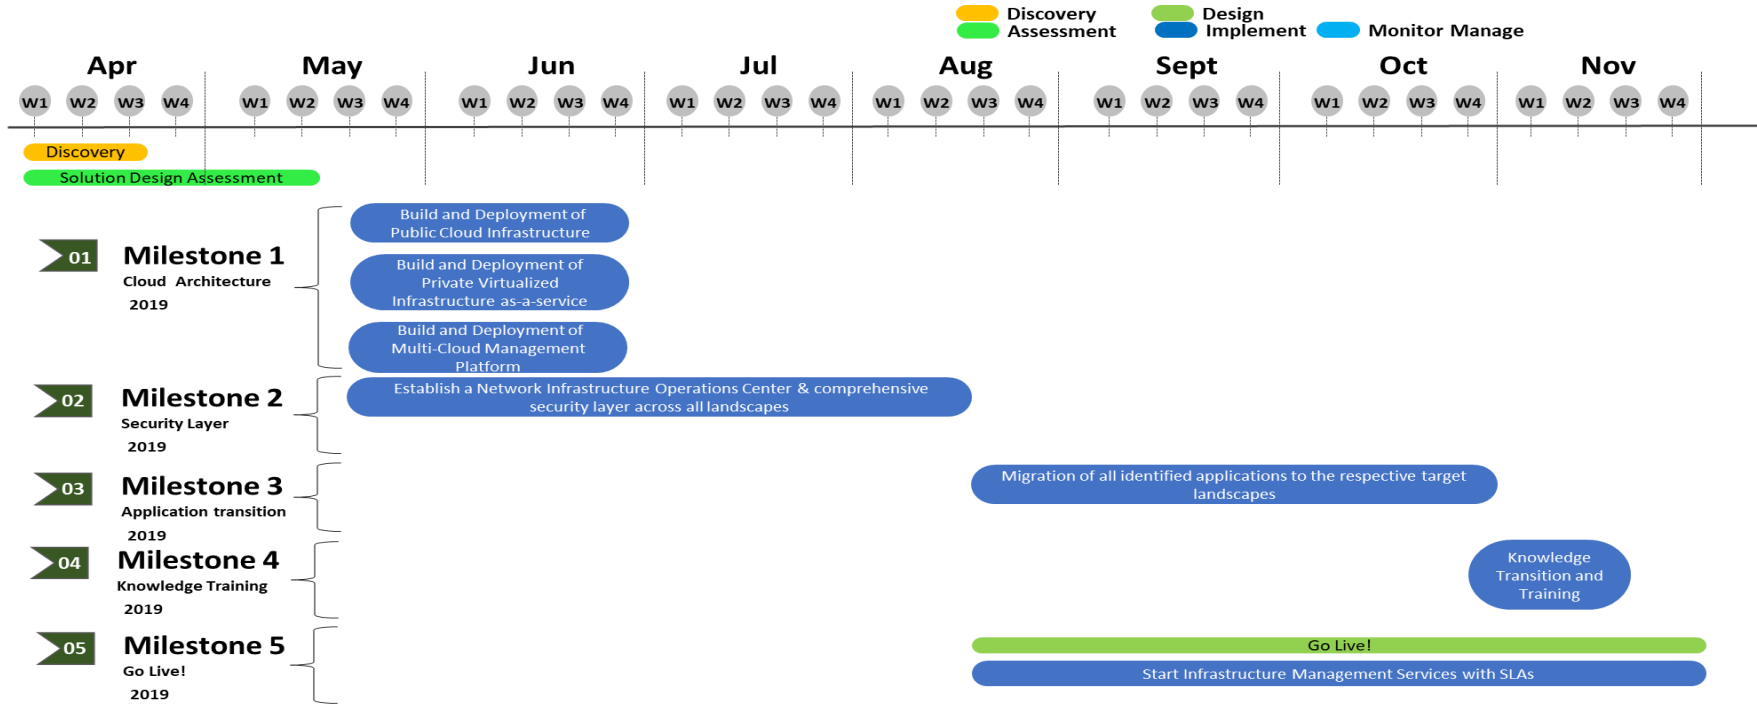 Discovery Design
Assessment Implement Monitor Manage
Apr May Jun Jul Aug Sept Oct Nov
W1 W2 W3 W4 W1 W2 W3 W4 W1 W2 W3 W4 W1 W2 W3 W4 W1 W2 W3 W4 W1 W2 W3 W4 W1 W2 W3 W4 W1 W2 W3 W4
Discovery
Solution Design Assessment
01
Milestone 1
Cloud Architecture
2019
Build and Deployment of
Public Cloud Infrastructure
Build and Deployment of
Private Virtualized
Infrastructure as-a-service
Build and Deployment of
Multi-Cloud Management
Platform
02
Milestone 2
Security Layer
2019
Establish a Network Infrastructure Operations Center & comprehensive
security layer across all landscapes
03
Milestone 3
Application transition
2019
Migration of all identified applications to the respective target
landscapes
04
Milestone 4
Knowledge Training
2019
Knowledge
Transition and
Training
05
Milestone 5
Go Live!
2019
Go Live!
Start Infrastructure Management Services with SLAs